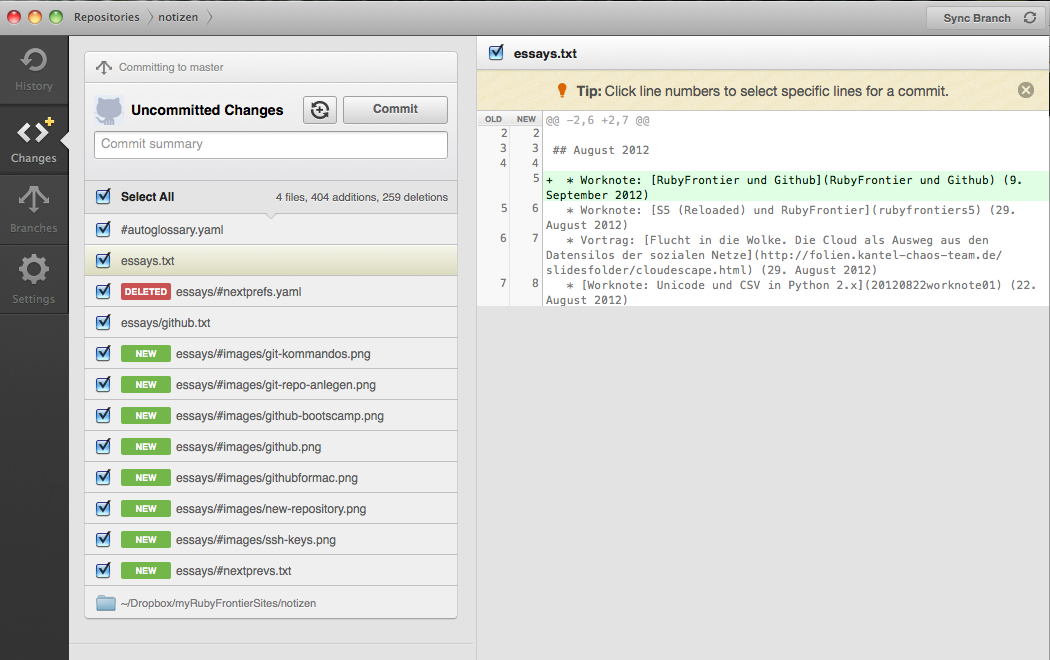 Repositories notizen
Sync Branch
History
Changes
Branches
Settings
Committing to master
Uncommitted Changes
Commit
Commit summary
Select All
4 files, 404 additions, 259 deletions
#autoglossary.yaml
essays.txt
DELETED essays/#nextprefs.yaml
essays/github.txt
NEW essays/#images/git-kommandos.png
NEW essays/#images/git-repo-anlegen.png
NEW essays/#images/github-bootscamp.png
NEW essays/#images/github.png
NEW essays/#images/githubformac.png
NEW essays/#images/new-repository.png
NEW essays/#images/ssh-keys.png
NEW essays/#nextprevs.txt
~/Dropbox/myRubyFrontierSites/notizen
essays.txt
Tip: Click line numbers to select specific lines for a commit.
OLD NEW @@ -2,6 +2,7 @@
2 2
3 3 ## August 2012
4 4
5 + * Worknote: [RubyFrontier und Github](RubyFrontier und Github) (9.
September 2012)
5 6 * Worknote: [S5 (Reloaded) und RubyFrontier](rubyfrontiers5) (29.
August 2012)
6 7 * Vortrag: [Flucht in die Wolke. Die Cloud als Ausweg aus den
Datensilos der sozialen Netze](http://folien.kantel-chaos-team.de/
slidesfolder/cloudescape.html) (29. August 2012)
7 8 * [Worknote: Unicode und CSV in Python 2.x](20120822worknote01) (22.
August 2012)